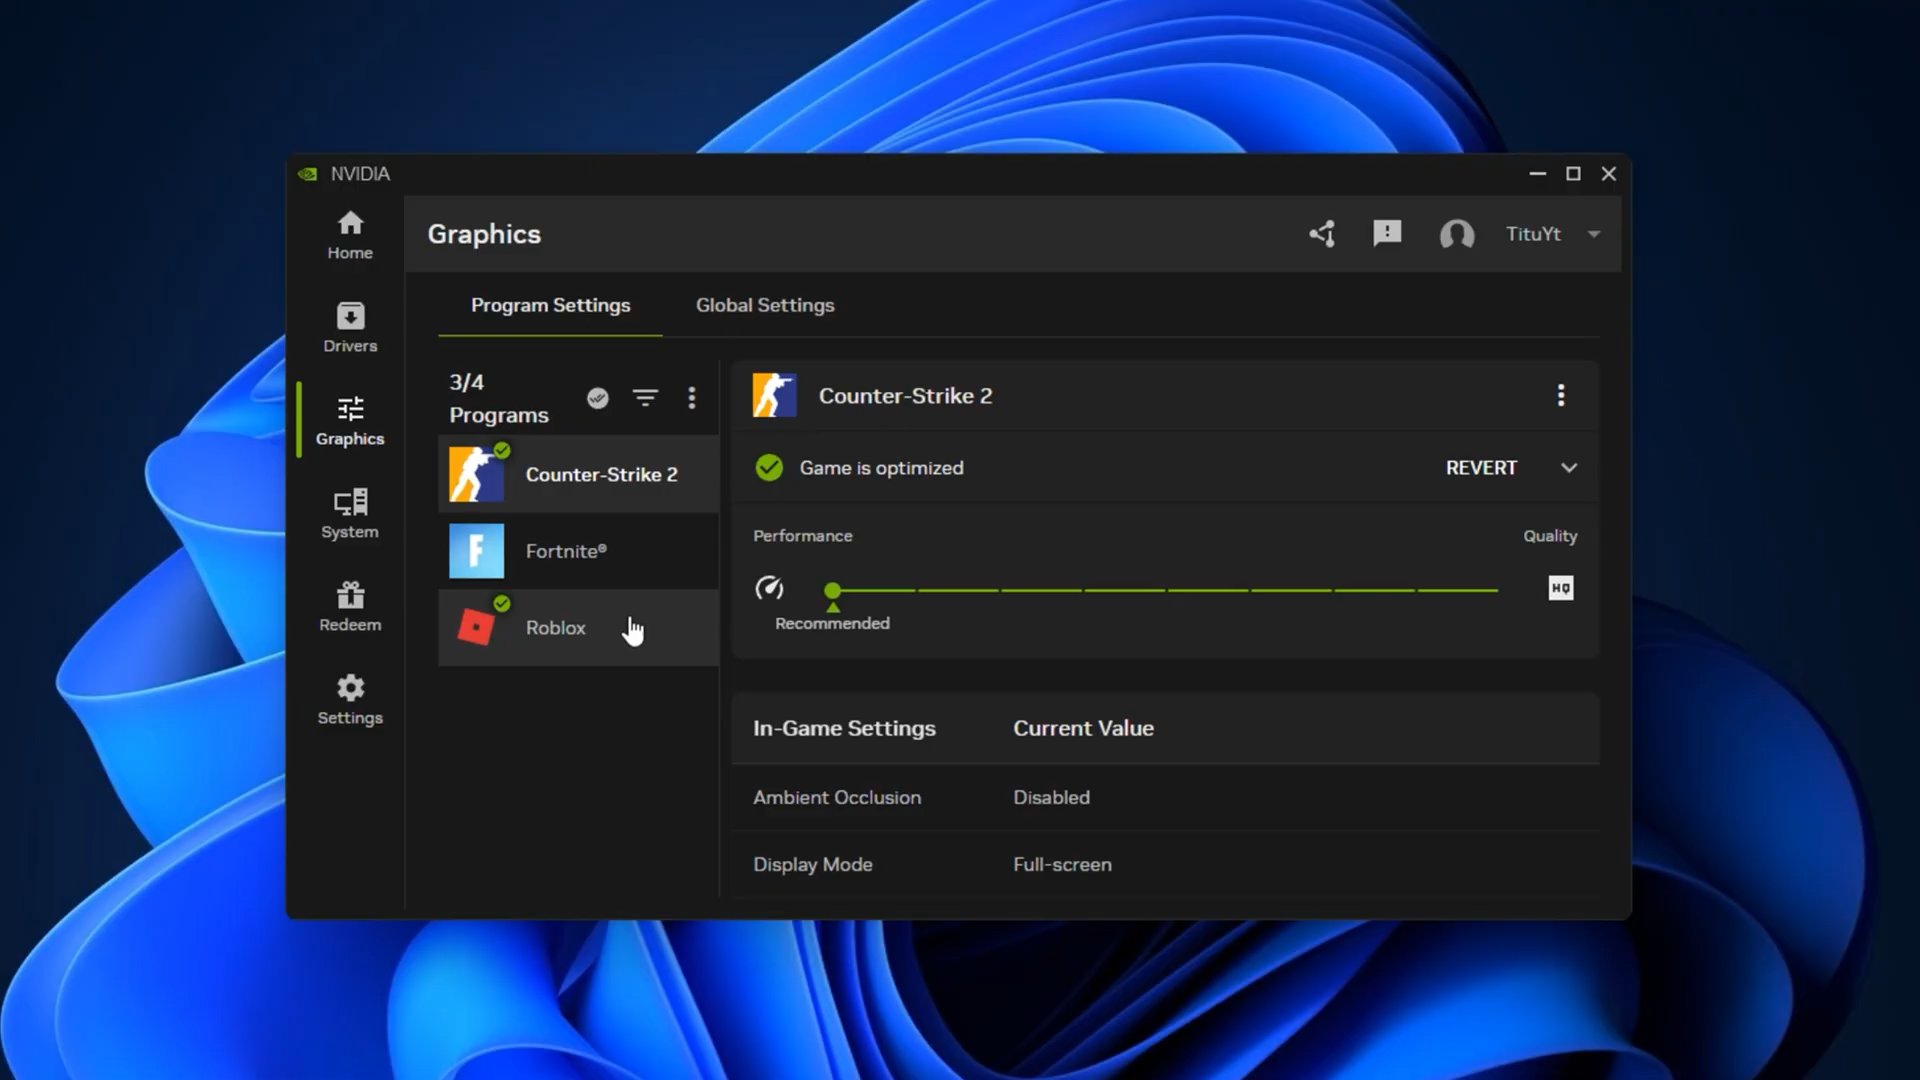 NVIDIA
Home
Drivers
Graphics
System
Redeem
Settings
Graphics
TituYt
Program Settings
Global Settings
3/4
Programs
Counter-Strike 2
Fortnite®
Roblox
Counter-Strike 2
Game is optimized
REVERT
Performance
Quality
HQ
Recommended
In-Game Settings
Current Value
Ambient Occlusion
Disabled
Display Mode
Full-screen